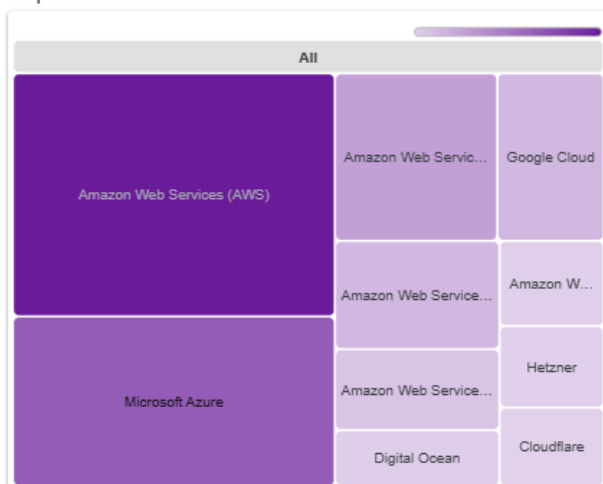 All
Amazon Web Services (AWS)
Amazon Web Servic...
Google Cloud
Amazon Web Service...
Amazon W...
Microsoft Azure
Amazon Web Service...
Hetzner
Digital Ocean
Cloudflare